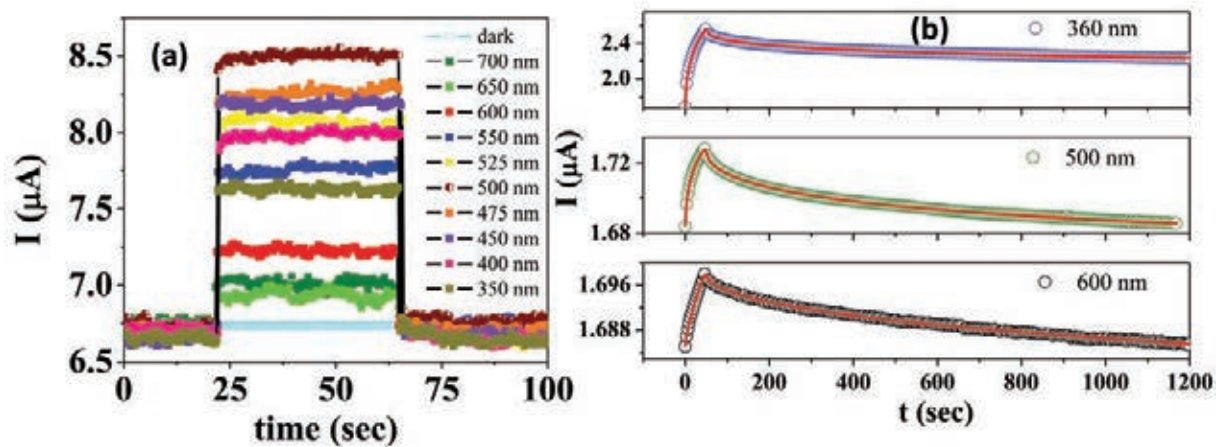 (a)
I (μA)
8.5
8.0
7.5
7.0
6.5
0 25 50 75 100
time (sec)
dark
700 nm
650 nm
600 nm
550 nm
525 nm
500 nm
475 nm
450 nm
400 nm
350 nm
(b)
I (μA)
2.4
2.0
360 nm
1.72
1.68
500 nm
1.696
1.688
600 nm
0 200 400 600 800 1000 1200
t (sec)